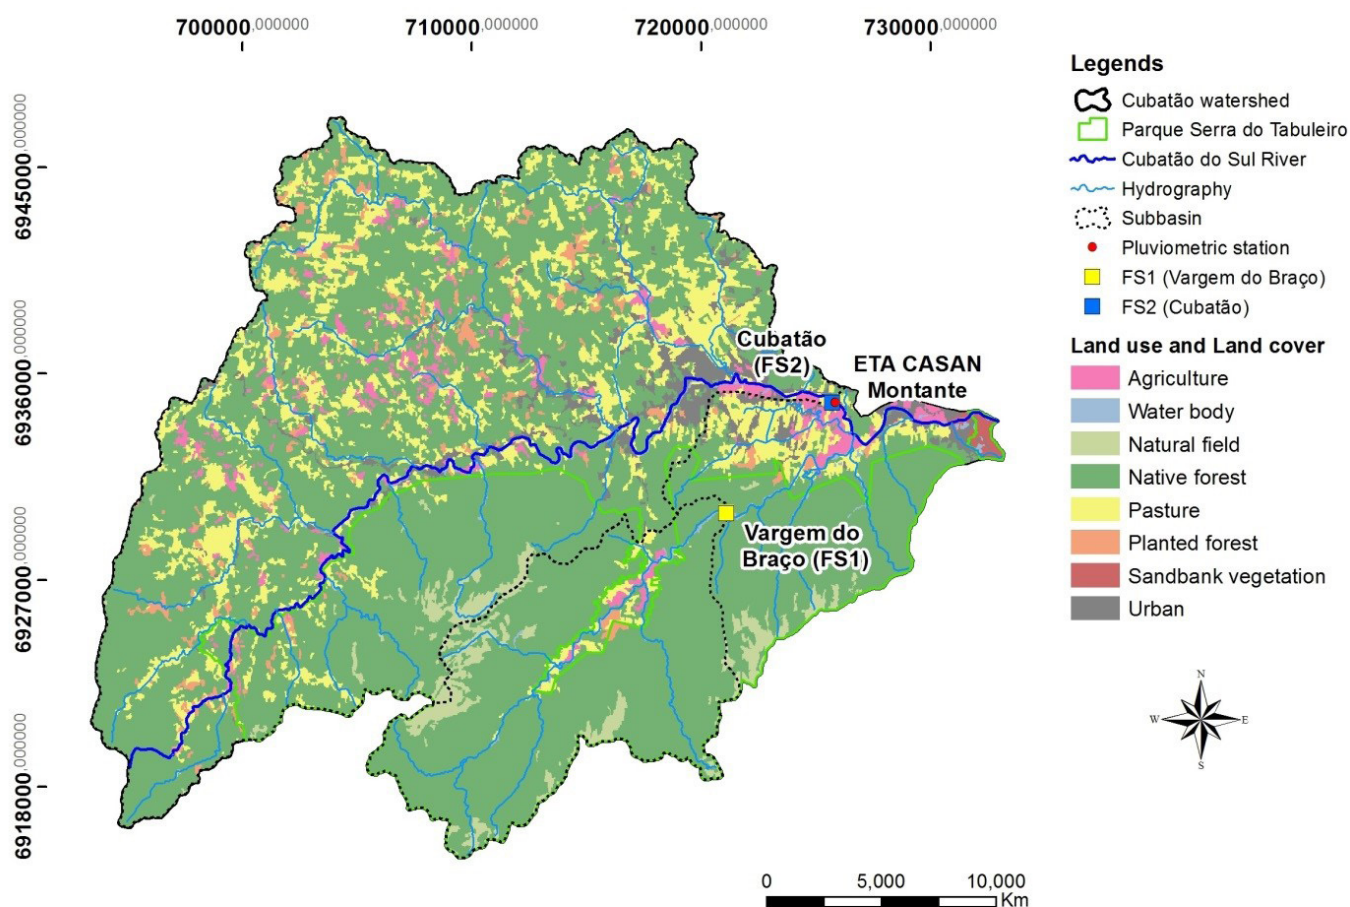 700000,000000 710000,000000 720000,000000 730000,000000
6945000,000000
6936000,000000
6927000,000000
6918000,000000
Cubatão
(FS2)
ETA CASAN
Montante
Vargem do
Braço (FS1)
Legends
Cubatão watershed
Parque Serra do Tabuleiro
Cubatão do Sul River
Hydrography
Subbasin
Pluviometric station
FS1 (Vargem do Braço)
FS2 (Cubatão)
Land use and Land cover
Agriculture
Water body
Natural field
Native forest
Pasture
Planted forest
Sandbank vegetation
Urban
N
W E
S
0 5,000 10,000
Km